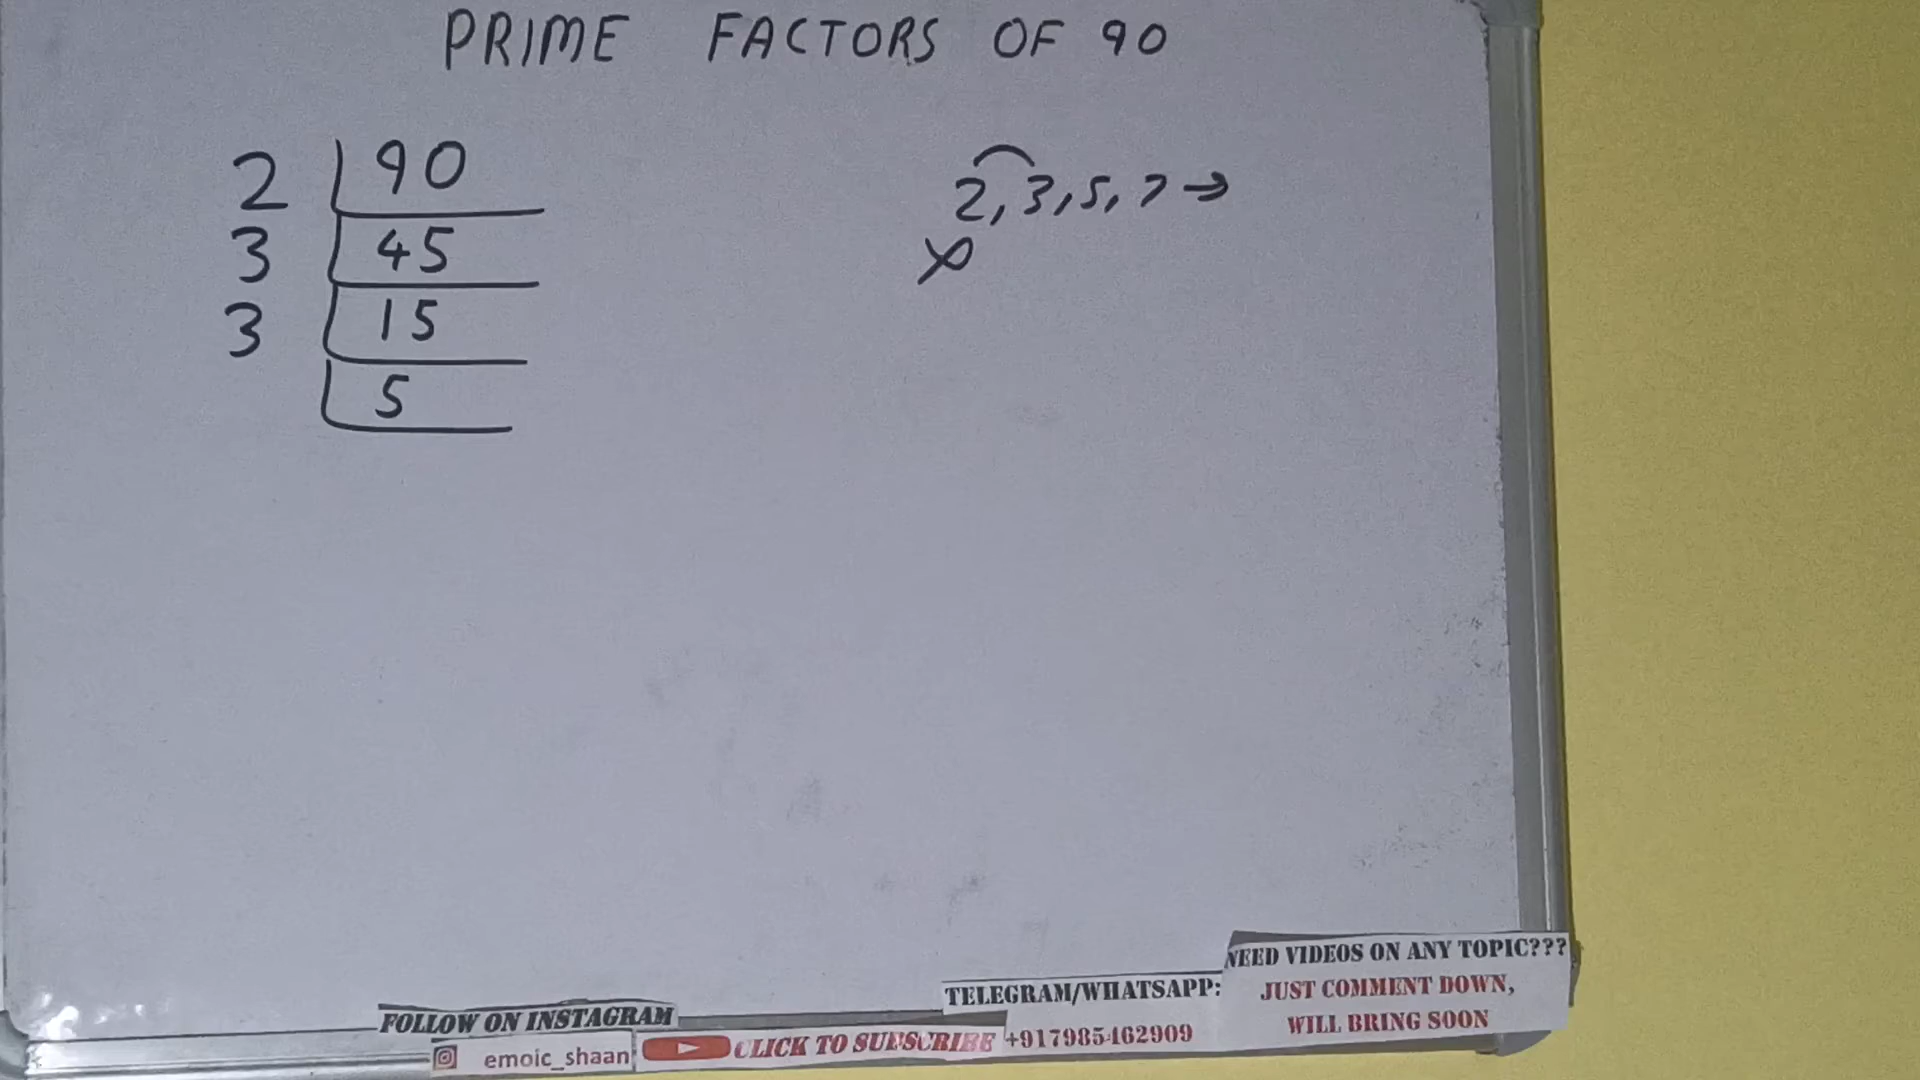 PRIME FACTORS OF 90
2 90
3 45
3 15
5
2, 3, 5, 7 →
NEED VIDEOS ON ANY TOPIC???
JUST COMMENT DOWN,
WILL BRING SOON
TELEGRAM/WHATSAPP:
+917985462909
FOLLOW ON INSTAGRAM
emoic_shaan
CLICK TO SUBSCRIBE